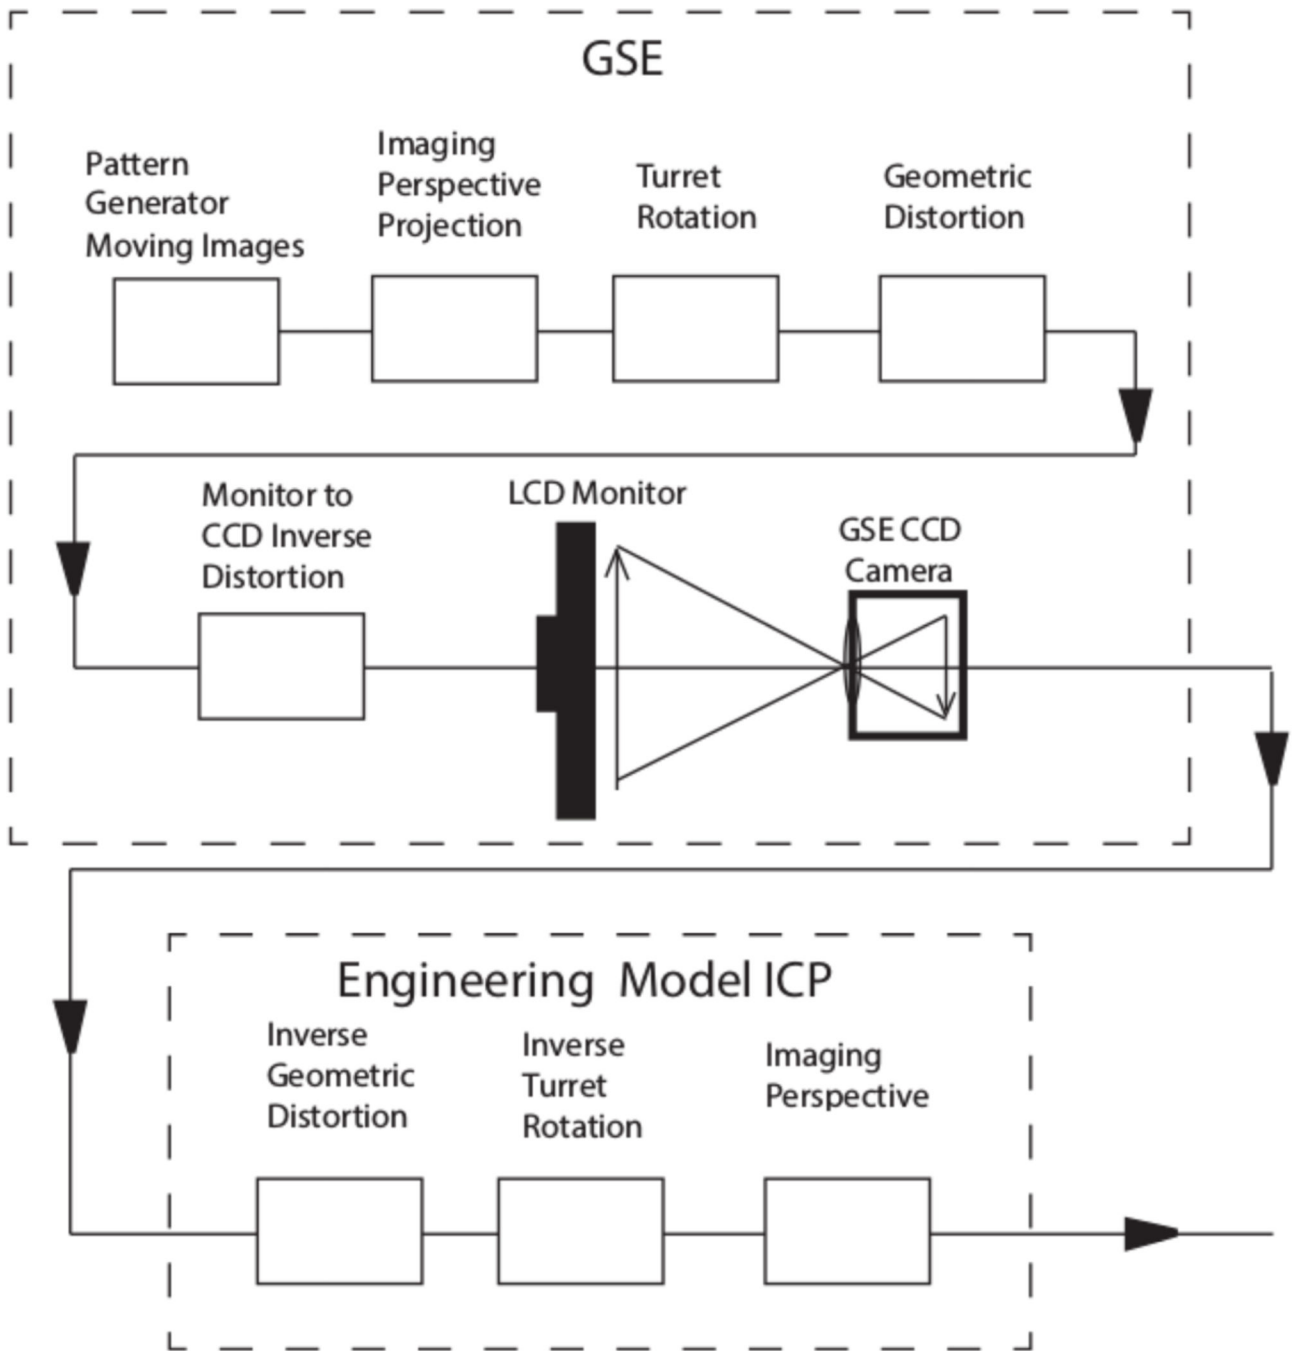 GSE
Pattern
Generator
Moving Images
Imaging
Perspective
Projection
Turret
Rotation
Geometric
Distortion
Monitor to
CCD Inverse
Distortion
LCD Monitor
GSE CCD
Camera
Engineering Model ICP
Inverse
Geometric
Distortion
Inverse
Turret
Rotation
Imaging
Perspective